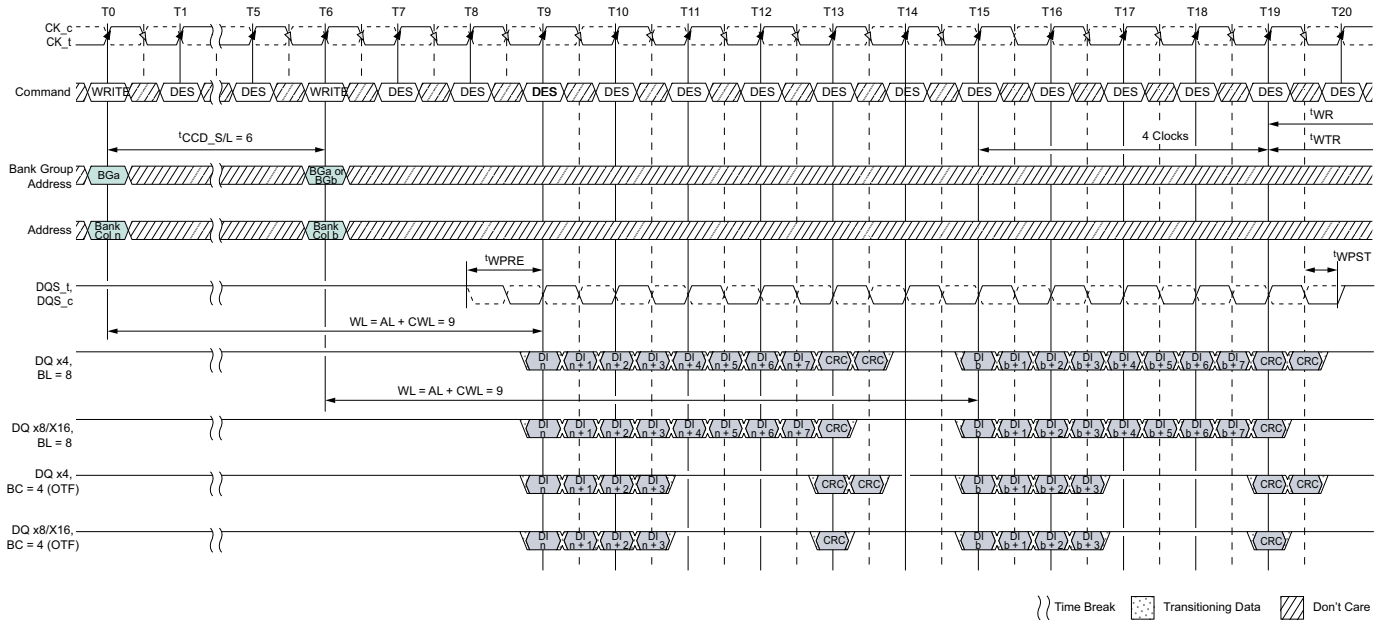 T0 T1 T5 T6 T7 T8 T9 T10 T11 T12 T13 T14 T15 T16 T17 T18 T19 T20
CK_c
CK_t
Command WRITE DES DES WRITE DES DES DES DES DES DES DES DES DES DES DES DES DES DES
tWR
tCCD_S/L = 6
4 Clocks
tWTR
Bank Group
Address
BGa
BGa or
BGb
Address
Bank
Col n
Bank
Col b
tWPRE
tWPST
DQS_t,
DQS_c
WL = AL + CWL = 9
DQ x4,
BL = 8
DI DI DI DI DI DI DI DI CRC CRC DI DI DI DI DI DI DI DI CRC CRC
n n + 1 n + 2 n + 3 n + 4 n + 5 n + 6 n + 7 b b + 1 b + 2 b + 3 b + 4 b + 5 b + 6 b + 7
WL = AL + CWL = 9
DQ x8/X16,
BL = 8
DI DI DI DI DI DI DI DI CRC DI DI DI DI DI DI DI DI CRC
n n + 1 n + 2 n + 3 n + 4 n + 5 n + 6 n + 7 b b + 1 b + 2 b + 3 b + 4 b + 5 b + 6 b + 7
DQ x4,
BC = 4 (OTF)
DI DI DI DI CRC CRC DI DI DI DI CRC CRC
n n + 1 n + 2 n + 3 b b + 1 b + 2 b + 3
DQ x8/X16,
BC = 4 (OTF)
DI DI DI DI CRC DI DI DI DI CRC
n n + 1 n + 2 n + 3 b b + 1 b + 2 b + 3
Time Break Transitioning Data Don't Care